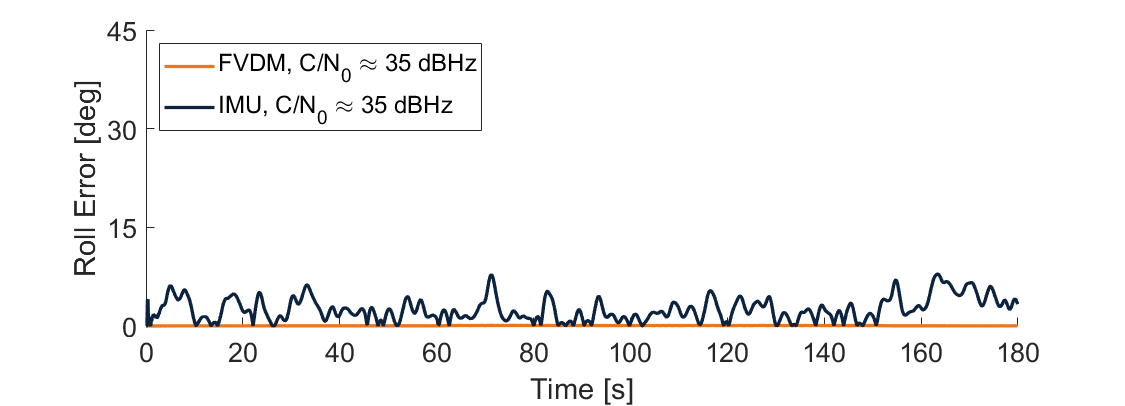 45
30
15
0
Roll Error [deg]
FVDM, C/N₀ ≈ 35 dBHz
IMU, C/N₀ ≈ 35 dBHz
0 20 40 60 80 100 120 140 160 180
Time [s]